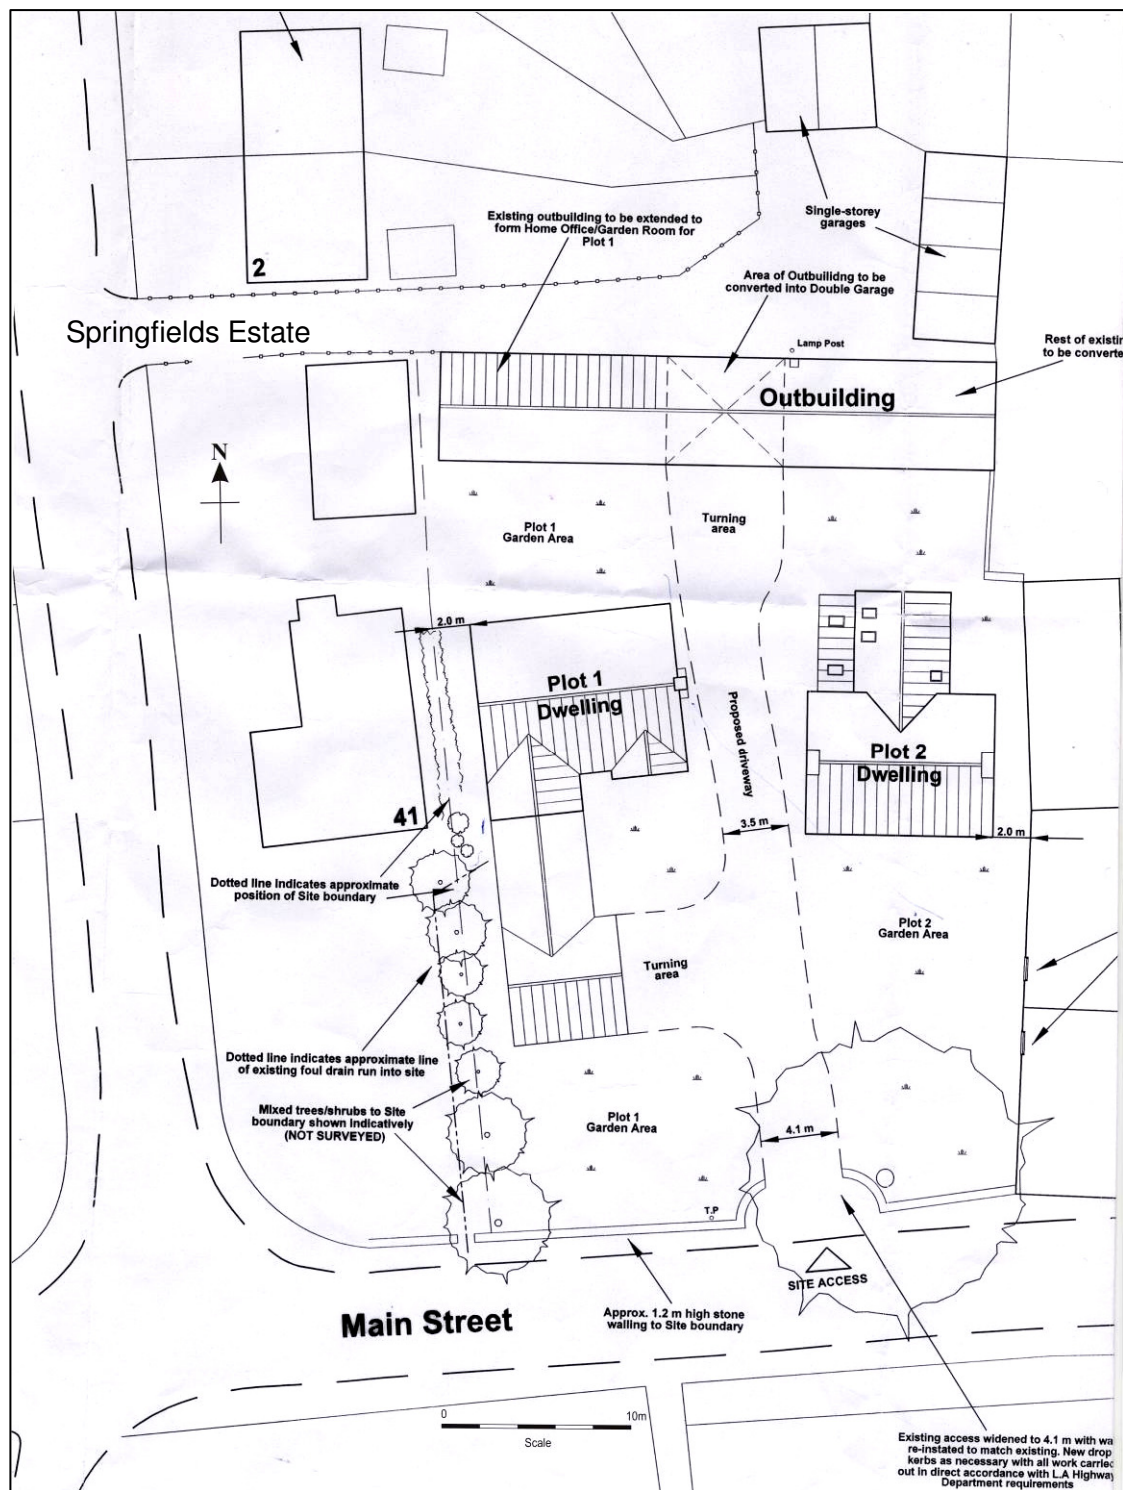 Existing outbuilding to be extended to
form Home Office/Garden Room for
Plot 1
Single-storey
garages
2
Area of Outbuilidng to be
converted into Double Garage
Springfields Estate
Lamp Post
Rest of existin
to be converte
Outbuilding
N
Plot 1
Garden Area
Turning
area
2.0 m
Plot 1
Dwelling
Proposed driveway
Plot 2
Dwelling
41
3.5 m
2.0 m
Dotted line indicates approximate
position of Site boundary
Plot 2
Garden Area
Turning
area
Dotted line indicates approximate line
of existing foul drain run into site
Mixed trees/shrubs to Site
boundary shown indicatively
(NOT SURVEYED)
Plot 1
Garden Area
4.1 m
T.P
SITE ACCESS
Main Street
Approx. 1.2 m high stone
walling to Site boundary
0 10m
Scale
Existing access widened to 4.1 m with wa
re-instated to match existing. New drop
kerbs as necessary with all work carried
out in direct accordance with L.A Highway
Department requirements